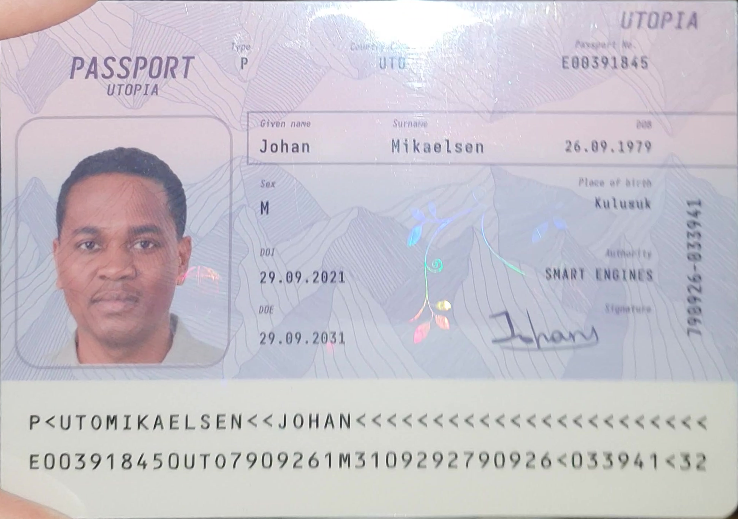 UTOPIA
PASSPORT
UTOPIA
Type Country Code Passport No.
P UTO E00391845
Given name Surname DOB
Johan Mikaelsen 26.09.1979
Sex Place of birth
M Kulusuk
DOI Authority
29.09.2021 SMART ENGINES
DOE Signature
29.09.2031 Johans
798926-033941
P<UTOMIKAELSEN<<JOHAN<<<<<<<<<<<<<<<<<<<<<<<
E003918450UTO7909261M3109292790926<033941<32